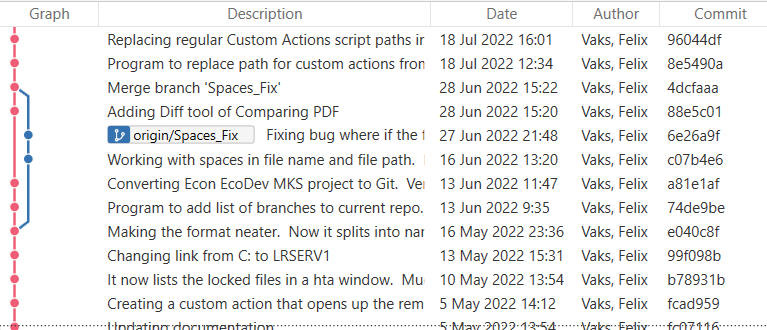 Graph Description Date Author Commit
Replacing regular Custom Actions script paths in 18 Jul 2022 16:01 Vaks, Felix 96044df
Program to replace path for custom actions from 18 Jul 2022 12:34 Vaks, Felix 8e5490a
Merge branch 'Spaces_Fix' 28 Jun 2022 15:22 Vaks, Felix 4dcfaaa
Adding Diff tool of Comparing PDF 28 Jun 2022 15:20 Vaks, Felix 88e5c01
origin/Spaces_Fix Fixing bug where if the f 27 Jun 2022 21:48 Vaks, Felix 6e26a9f
Working with spaces in file name and file path. 16 Jun 2022 13:20 Vaks, Felix c07b4e6
Converting Econ EcoDev MKS project to Git. Ver 13 Jun 2022 11:47 Vaks, Felix a81e1af
Program to add list of branches to current repo. 13 Jun 2022 9:35 Vaks, Felix 74de9be
Making the format neater. Now it splits into nar 16 May 2022 23:36 Vaks, Felix e040c8f
Changing link from C: to LRSERV1 13 May 2022 15:31 Vaks, Felix 99f098b
It now lists the locked files in a hta window. Mu 10 May 2022 13:54 Vaks, Felix b78931b
Creating a custom action that opens up the rem 5 May 2022 14:12 Vaks, Felix fcad959
Updating documentation 5 May 2022 13:54 Vaks, Felix fc07116